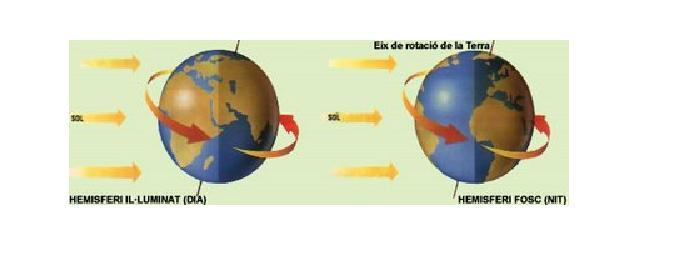 Eix de rotació de la Terra
SOL
SOL
HEMISFERI IL·LUMINAT (DIA)
HEMISFERI FOSC (NIT)